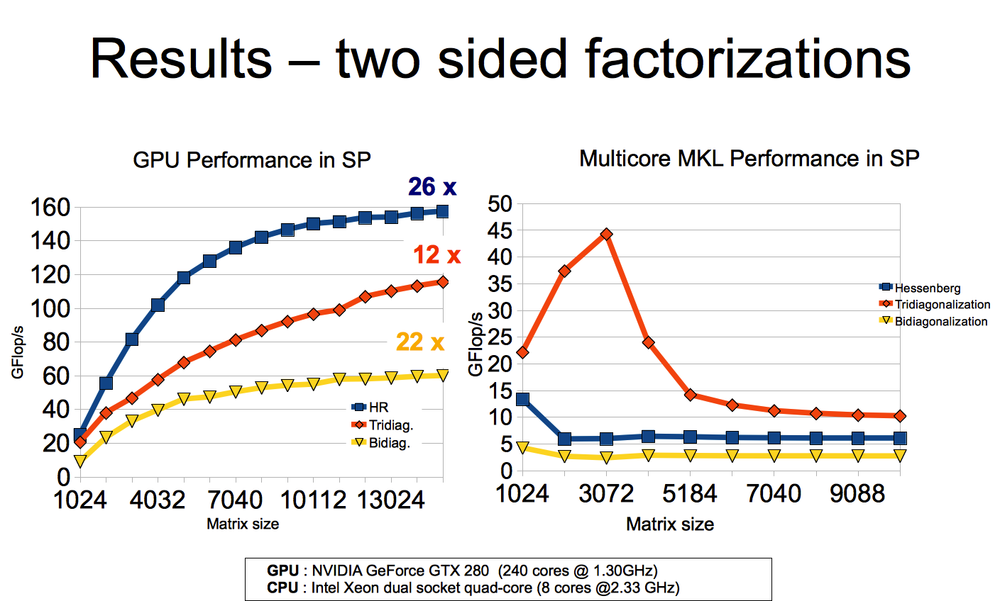 Results – two sided factorizations
GPU Performance in SP
26 x
12 x
22 x
160
140
120
100
80
60
40
20
0
GFlop/s
HR
Tridiag.
Bidiag.
1024 4032 7040 10112 13024
Matrix size
Multicore MKL Performance in SP
50
45
40
35
30
25
20
15
10
5
0
GFlop/s
Hessenberg
Tridiagonalization
Bidiagonalization
1024 3072 5184 7040 9088
Matrix size
GPU : NVIDIA GeForce GTX 280 (240 cores @ 1.30GHz)
CPU : Intel Xeon dual socket quad-core (8 cores @2.33 GHz)